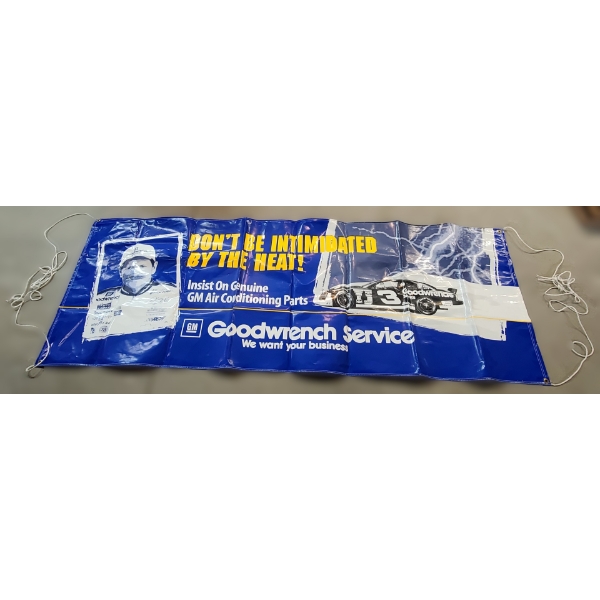 DON'T BE INTIMIDATED
BY THE HEAT!
Insist On Genuine
GM Air Conditioning Parts
GM
Goodwrench Service
We want your business
3
Goodwrench